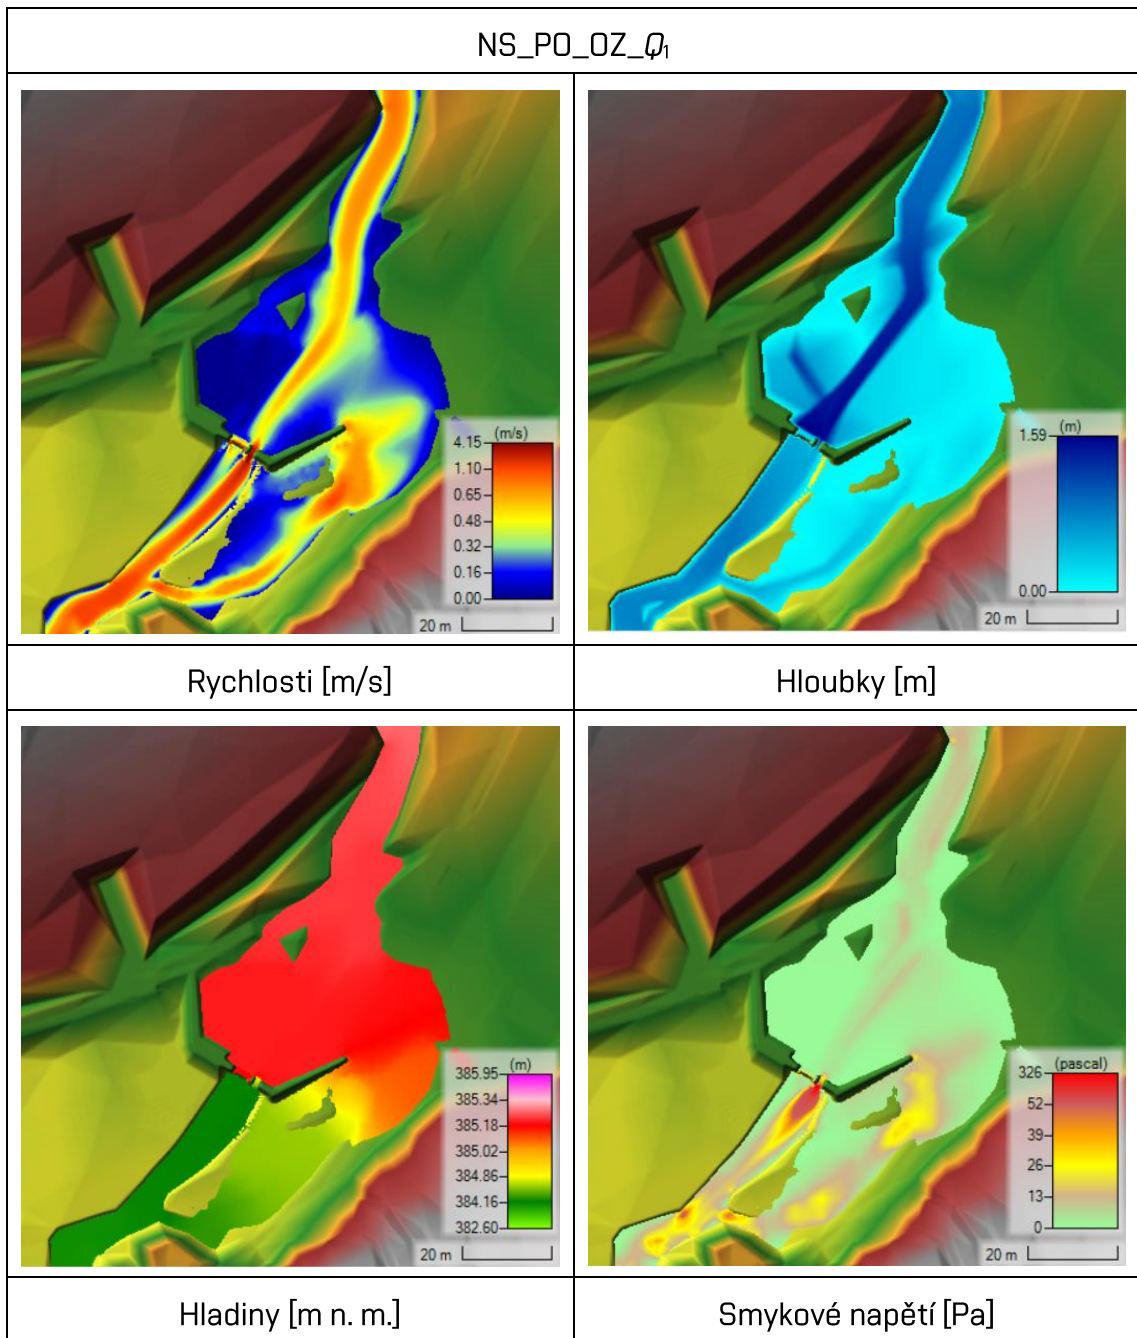 NS_PO_OZ_Q₁
(m/s)
4.15
1.10
0.65
0.48
0.32
0.16
0.00
20 m
(m)
1.59
0.00
20 m
Rychlosti [m/s]
Hloubky [m]
(m)
385.95
385.34
385.18
385.02
384.86
384.16
382.60
20 m
(pascal)
326
52
39
26
13
0
20 m
Hladiny [m n. m.]
Smykové napětí [Pa]